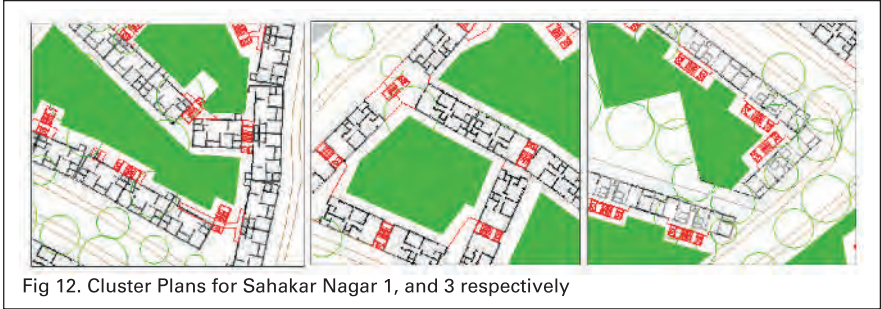 Fig 12. Cluster Plans for Sahakar Nagar 1, and 3 respectively